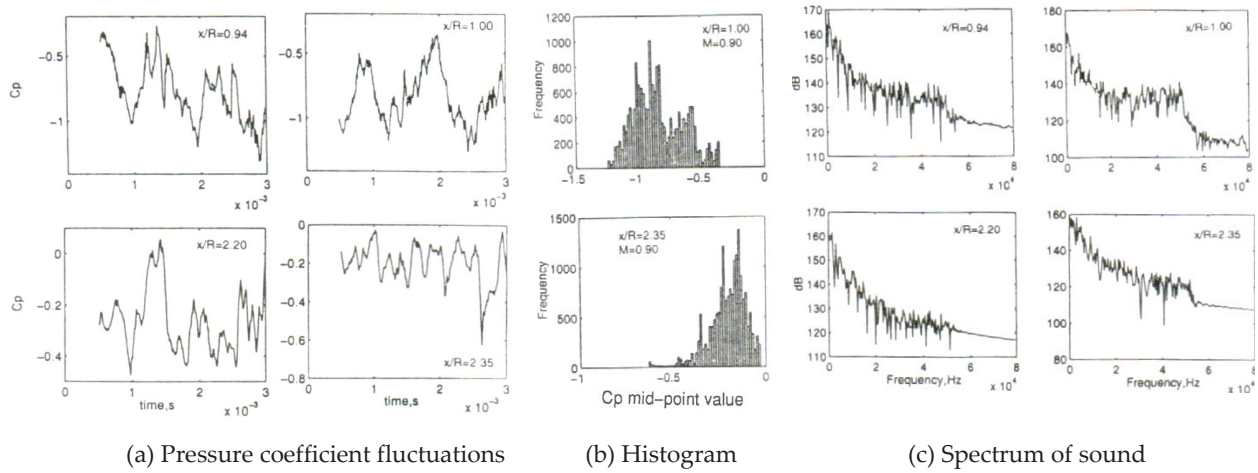 x/R=0.94
Cp
−0.5
−1
0
1
2
3
x 10⁻³
x/R=1.00
−0.5
−1
0
1
2
3
x 10⁻³
x/R=2.20
Cp
0
−0.2
−0.4
0
1
2
3
time,s
x 10⁻³
0
−0.2
−0.4
−0.6
−0.8
x/R=2.35
0
1
2
3
time,s
x 10⁻³
(a) Pressure coefficient fluctuations
1200
1000
800
600
400
200
0
Frequency
x/R=1.00
M=0.90
−1.5
−1
−0.5
0
1500
1000
500
0
Frequency
x/R=2.35
M=0.90
−1
−0.5
0
Cp mid−point value
(b) Histogram
170
160
150
140
130
120
110
dB
x/R=0.94
0
2
4
6
8
x 10⁴
180
160
140
120
100
x/R=1.00
0
2
4
6
8
x 10⁴
170
160
150
140
130
120
110
dB
x/R=2.20
0
2
4
6
8
Frequency,Hz
x 10⁴
160
140
120
100
80
x/R=2.35
0
2
4
6
8
Frequency,Hz
x 10⁴
(c) Spectrum of sound